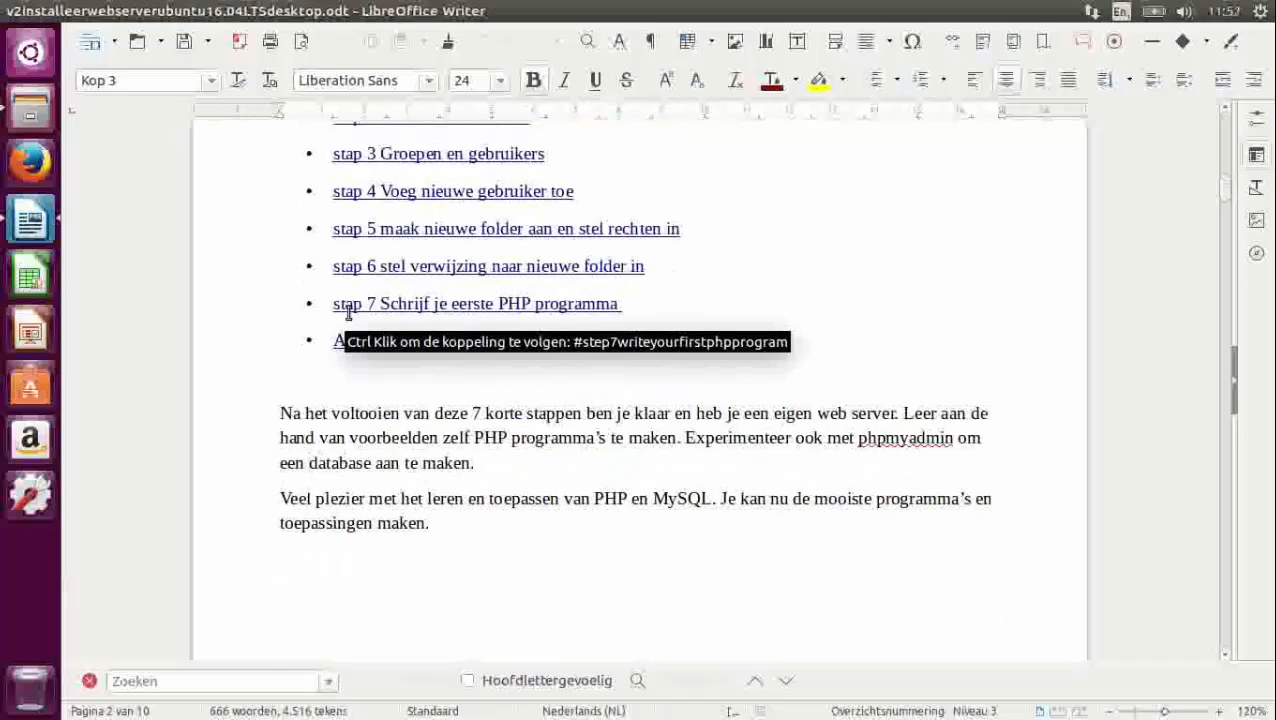 v2installeerwebserverubuntu16.04LTSdesktop.odt - LibreOffice Writer
En
11:52
Kop 3
Liberation Sans
24
stap 3 Groepen en gebruikers
stap 4 Voeg nieuwe gebruiker toe
stap 5 maak nieuwe folder aan en stel rechten in
stap 6 stel verwijzing naar nieuwe folder in
stap 7 Schrijf je eerste PHP programma
A
Ctrl Klik om de koppeling te volgen: #step7writeyourfirstphpprogram
Na het voltooien van deze 7 korte stappen ben je klaar en heb je een eigen web server. Leer aan de
hand van voorbeelden zelf PHP programma’s te maken. Experimenteer ook met phpmyadmin om
een database aan te maken.
Veel plezier met het leren en toepassen van PHP en MySQL. Je kan nu de mooiste programma’s en
toepassingen maken.
Zoeken
Hoofdlettergevoelig
Pagina 2 van 10
666 woorden, 4.516 tekens
Standaard
Nederlands (NL)
Overzichtsnummering
Niveau 3
120%